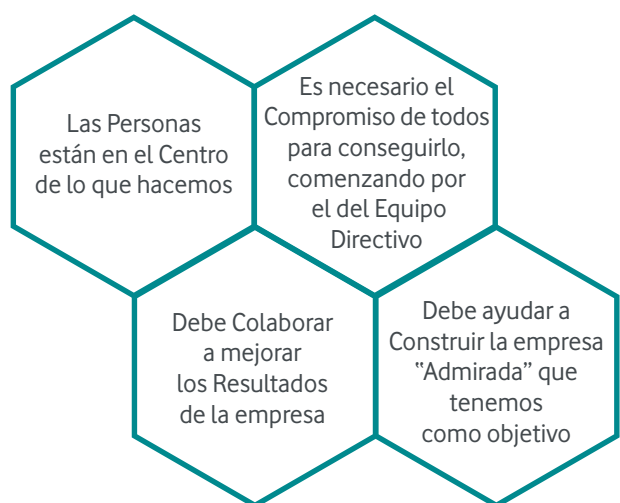 Las Personas
están en el Centro
de lo que hacemos
Es necesario el
Compromiso de todos
para conseguirlo,
comenzando por
el del Equipo
Directivo
Debe Colaborar
a mejorar
los Resultados
de la empresa
Debe ayudar a
Construir la empresa
“Admirada” que
tenemos
como objetivo